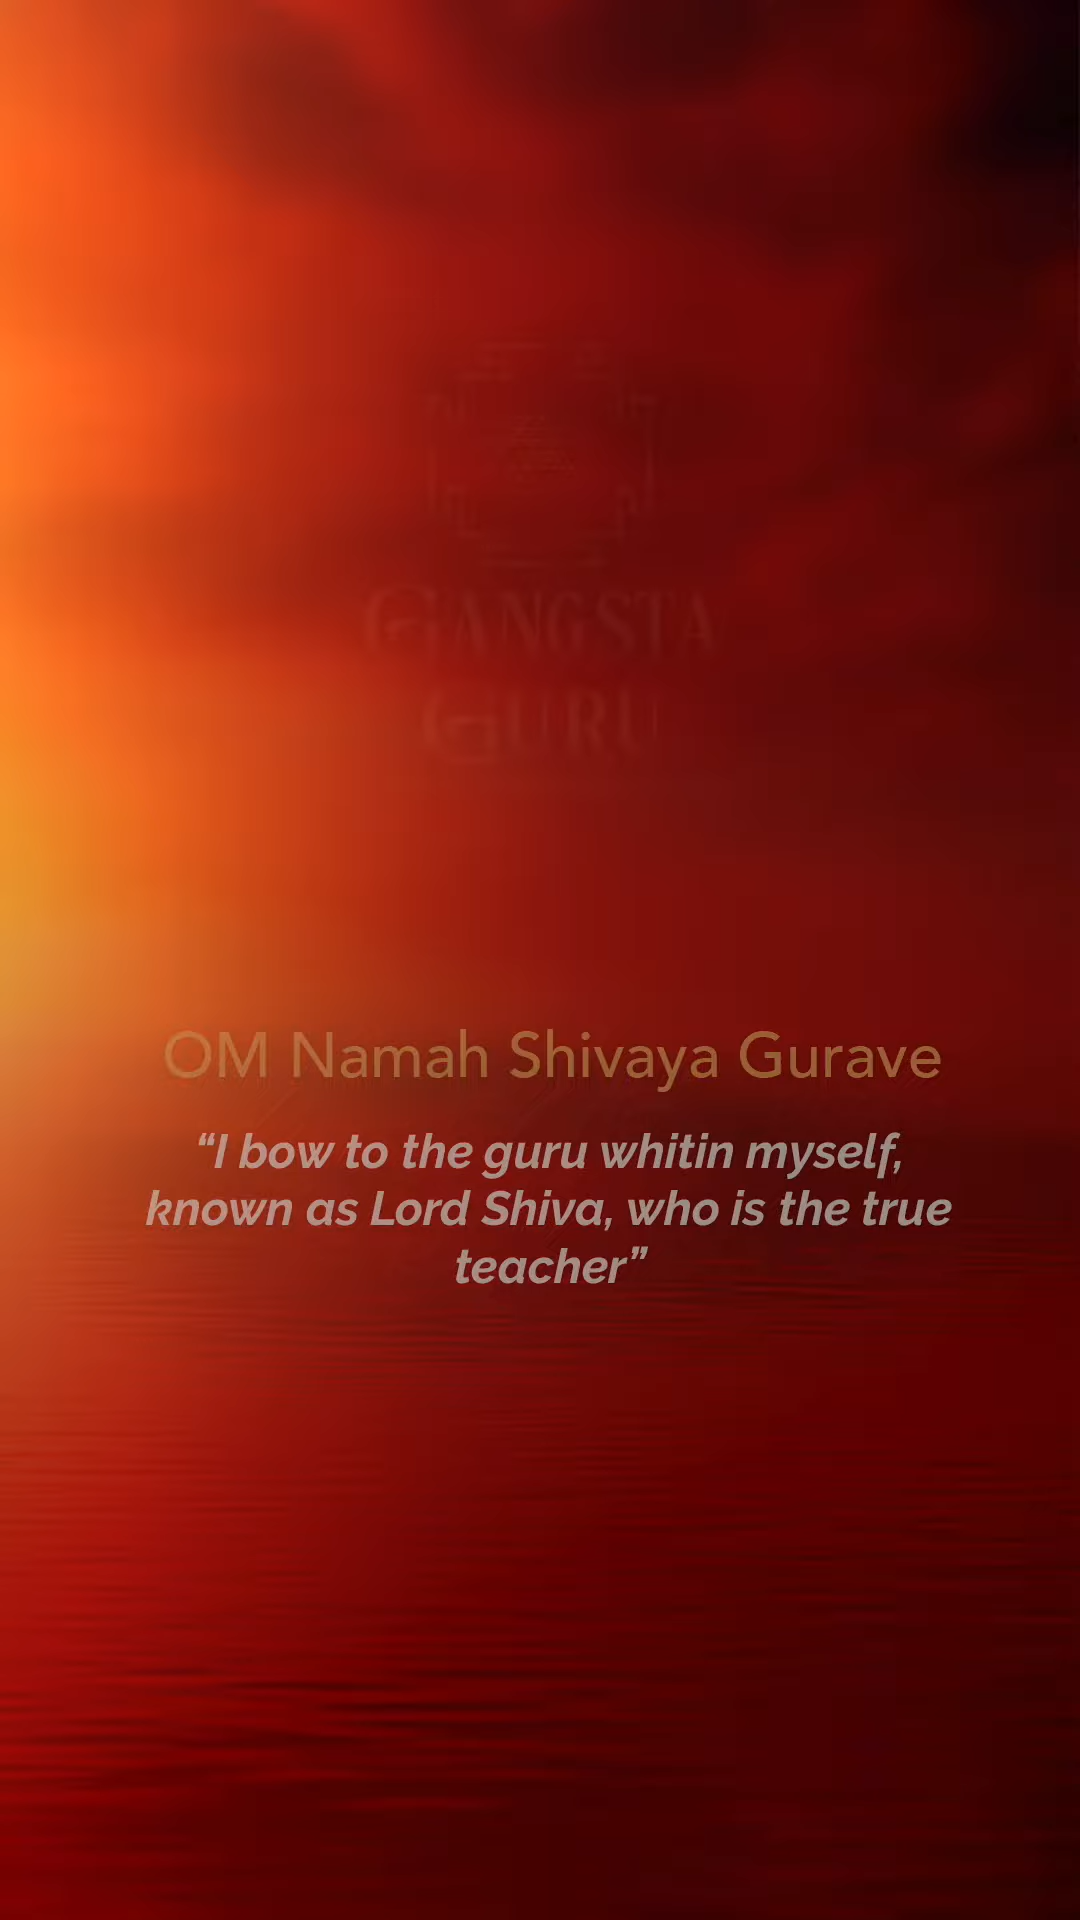 GANGSTA
GURU
OM Namah Shivaya Gurave
“I bow to the guru whitin myself,
known as Lord Shiva, who is the true
teacher”